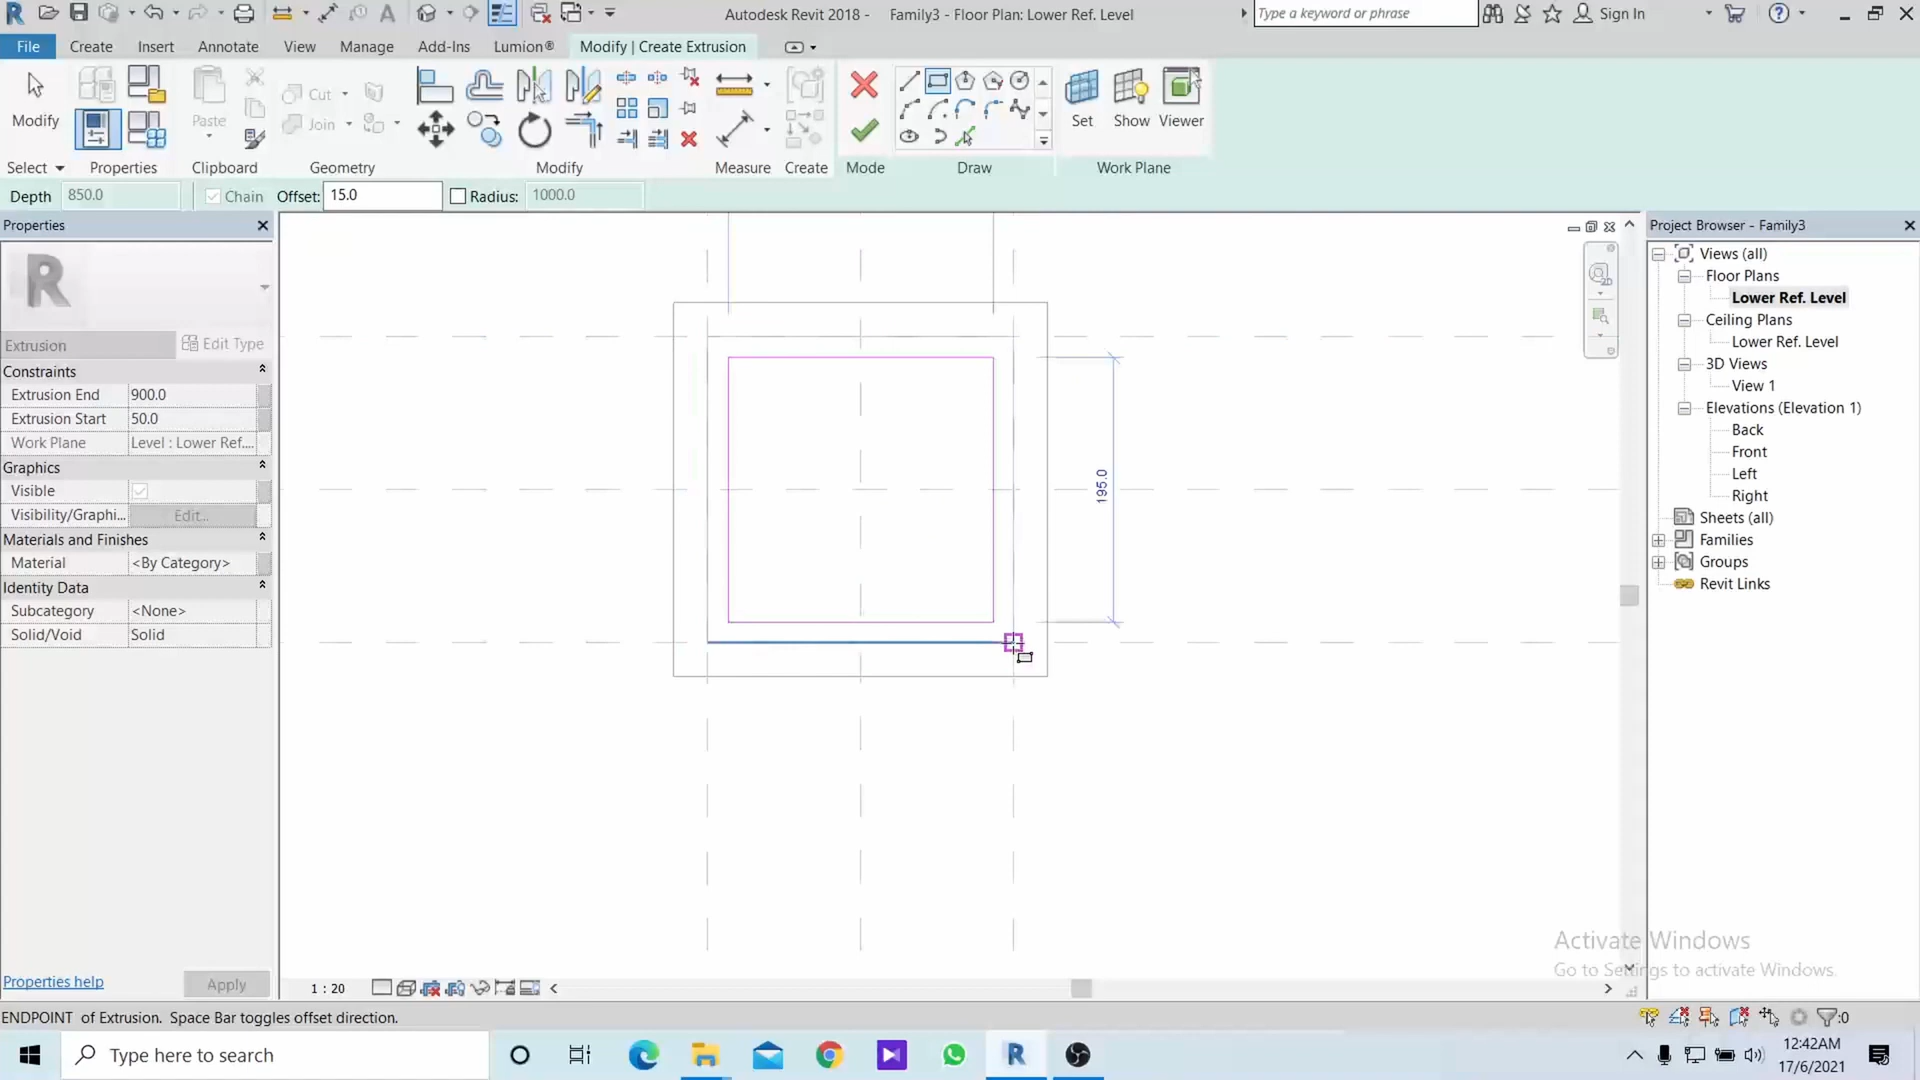 Autodesk Revit 2018 - Family3 - Floor Plan: Lower Ref. Level
Type a keyword or phrase
Sign In
File Create Insert Annotate View Manage Add-Ins Lumion® Modify | Create Extrusion
Modify
Paste
Cut
Join
Set Show Viewer
Select Properties Clipboard Geometry Modify Measure Create Mode Draw Work Plane
Depth 850.0 Chain Offset: 15.0 Radius: 1000.0
Properties
Extrusion Edit Type
Constraints
Extrusion End 900.0
Extrusion Start 50.0
Work Plane Level : Lower Ref....
Graphics
Visible
Visibility/Graphi... Edit...
Materials and Finishes
Material <By Category>
Identity Data
Subcategory <None>
Solid/Void Solid
Properties help Apply
195.0
1 : 20
Project Browser - Family3
Views (all)
Floor Plans
Lower Ref. Level
Ceiling Plans
Lower Ref. Level
3D Views
View 1
Elevations (Elevation 1)
Back
Front
Left
Right
Sheets (all)
Families
Groups
Revit Links
Activate Windows
Go to Settings to activate Windows.
ENDPOINT of Extrusion. Space Bar toggles offset direction.
:0
Type here to search
12:42AM
17/6/2021